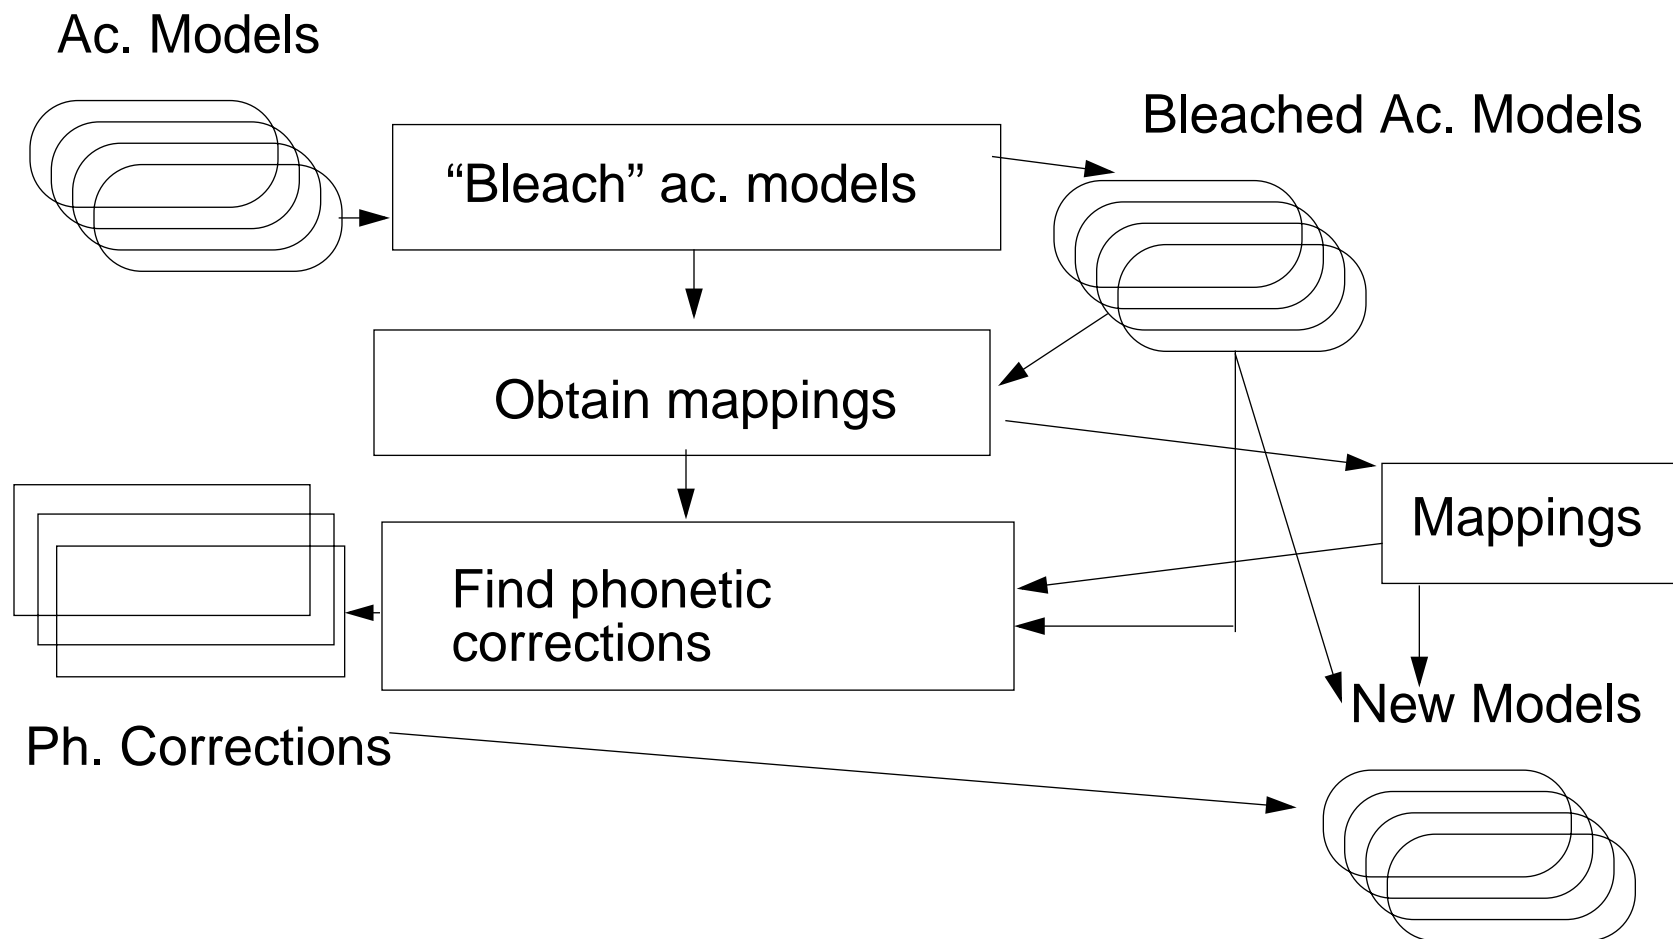 Ac. Models
Bleached Ac. Models
“Bleach” ac. models
Obtain mappings
Mappings
Find phonetic
corrections
New Models
Ph. Corrections